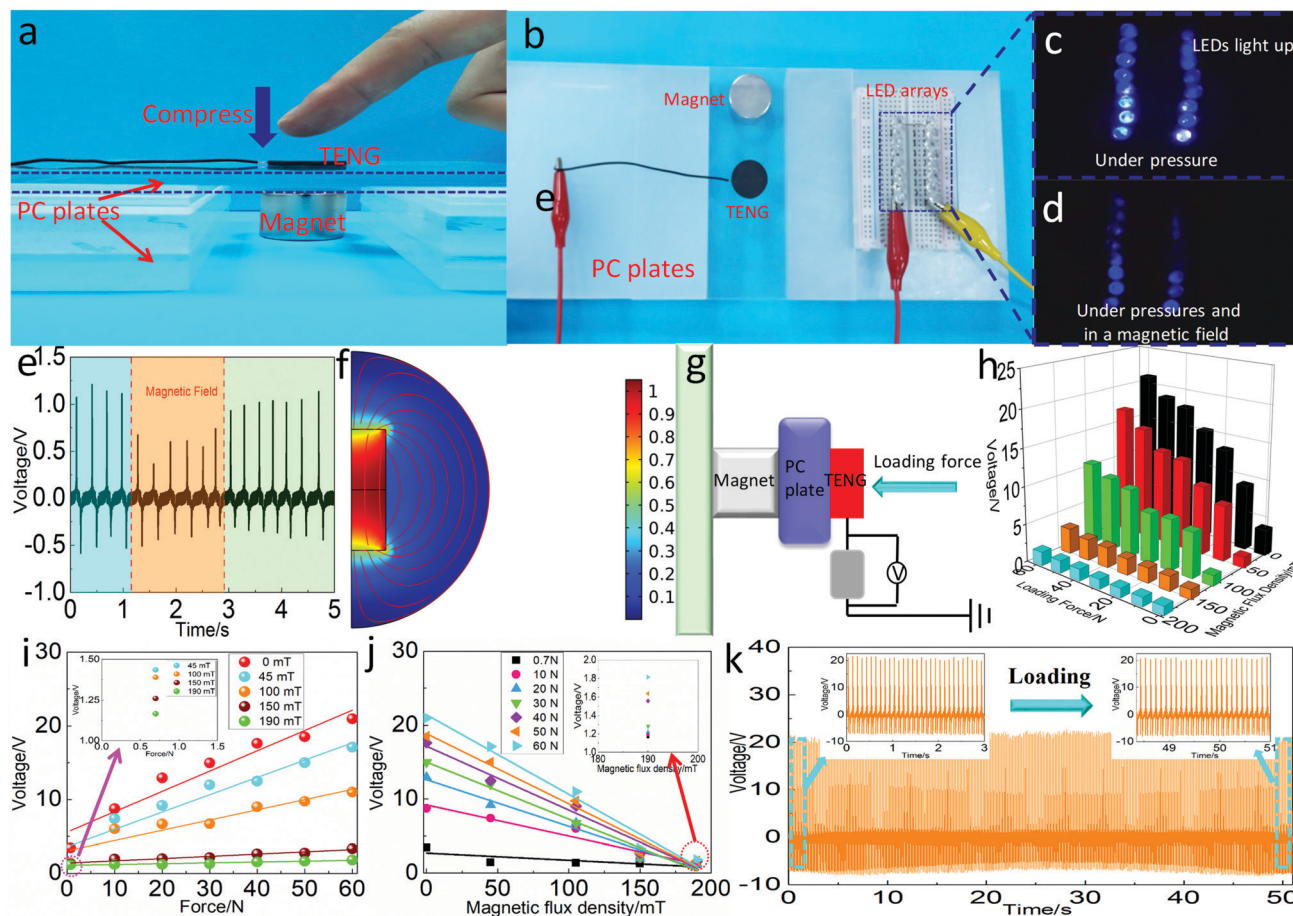 a
Compress
TENG
PC plates
Magnet
b
Magnet
LED arrays
TENG
e
PC plates
c
LEDs light up
Under pressure
d
Under pressures and
in a magnetic field
e
1.5
1.0
0.5
0.0
-0.5
-1.0
Voltage/V
Magnetic Field
0 1 2 3 4 5
Time/s
f
1
0.9
0.8
0.7
0.6
0.5
0.4
0.3
0.2
0.1
g
Magnet
PC
plate
TENG
Loading force
V
h
25
20
15
10
5
0
Voltage/V
60 40 20 0
Loading Force/N
0
50
100
150
200
Magnetic Flux Density/mT
i
30
20
10
0
Voltage/V
0 10 20 30 40 50 60
Force/N
0 mT
45 mT
100 mT
150 mT
190 mT
1.50
1.25
1.00
Voltage/V
45 mT
100 mT
150 mT
190 mT
0.0 0.5 1.0 1.5
Force/N
j
30
20
10
0
Voltage/V
0 50 100 150 200
Magnetic flux density/mT
0.7 N
10 N
20 N
30 N
40 N
50 N
60 N
2.0
1.8
1.6
1.4
1.2
1.0
Voltage/V
180 190 200
Magnetic flux density/mT
k
40
30
20
10
0
-10
Voltage/V
0 10 20 30 40 50
Time/s
20
10
0
-10
Voltage/V
0 1 2 3
Time/s
Loading
20
10
0
-10
Voltage/V
49 50 51
Time/s